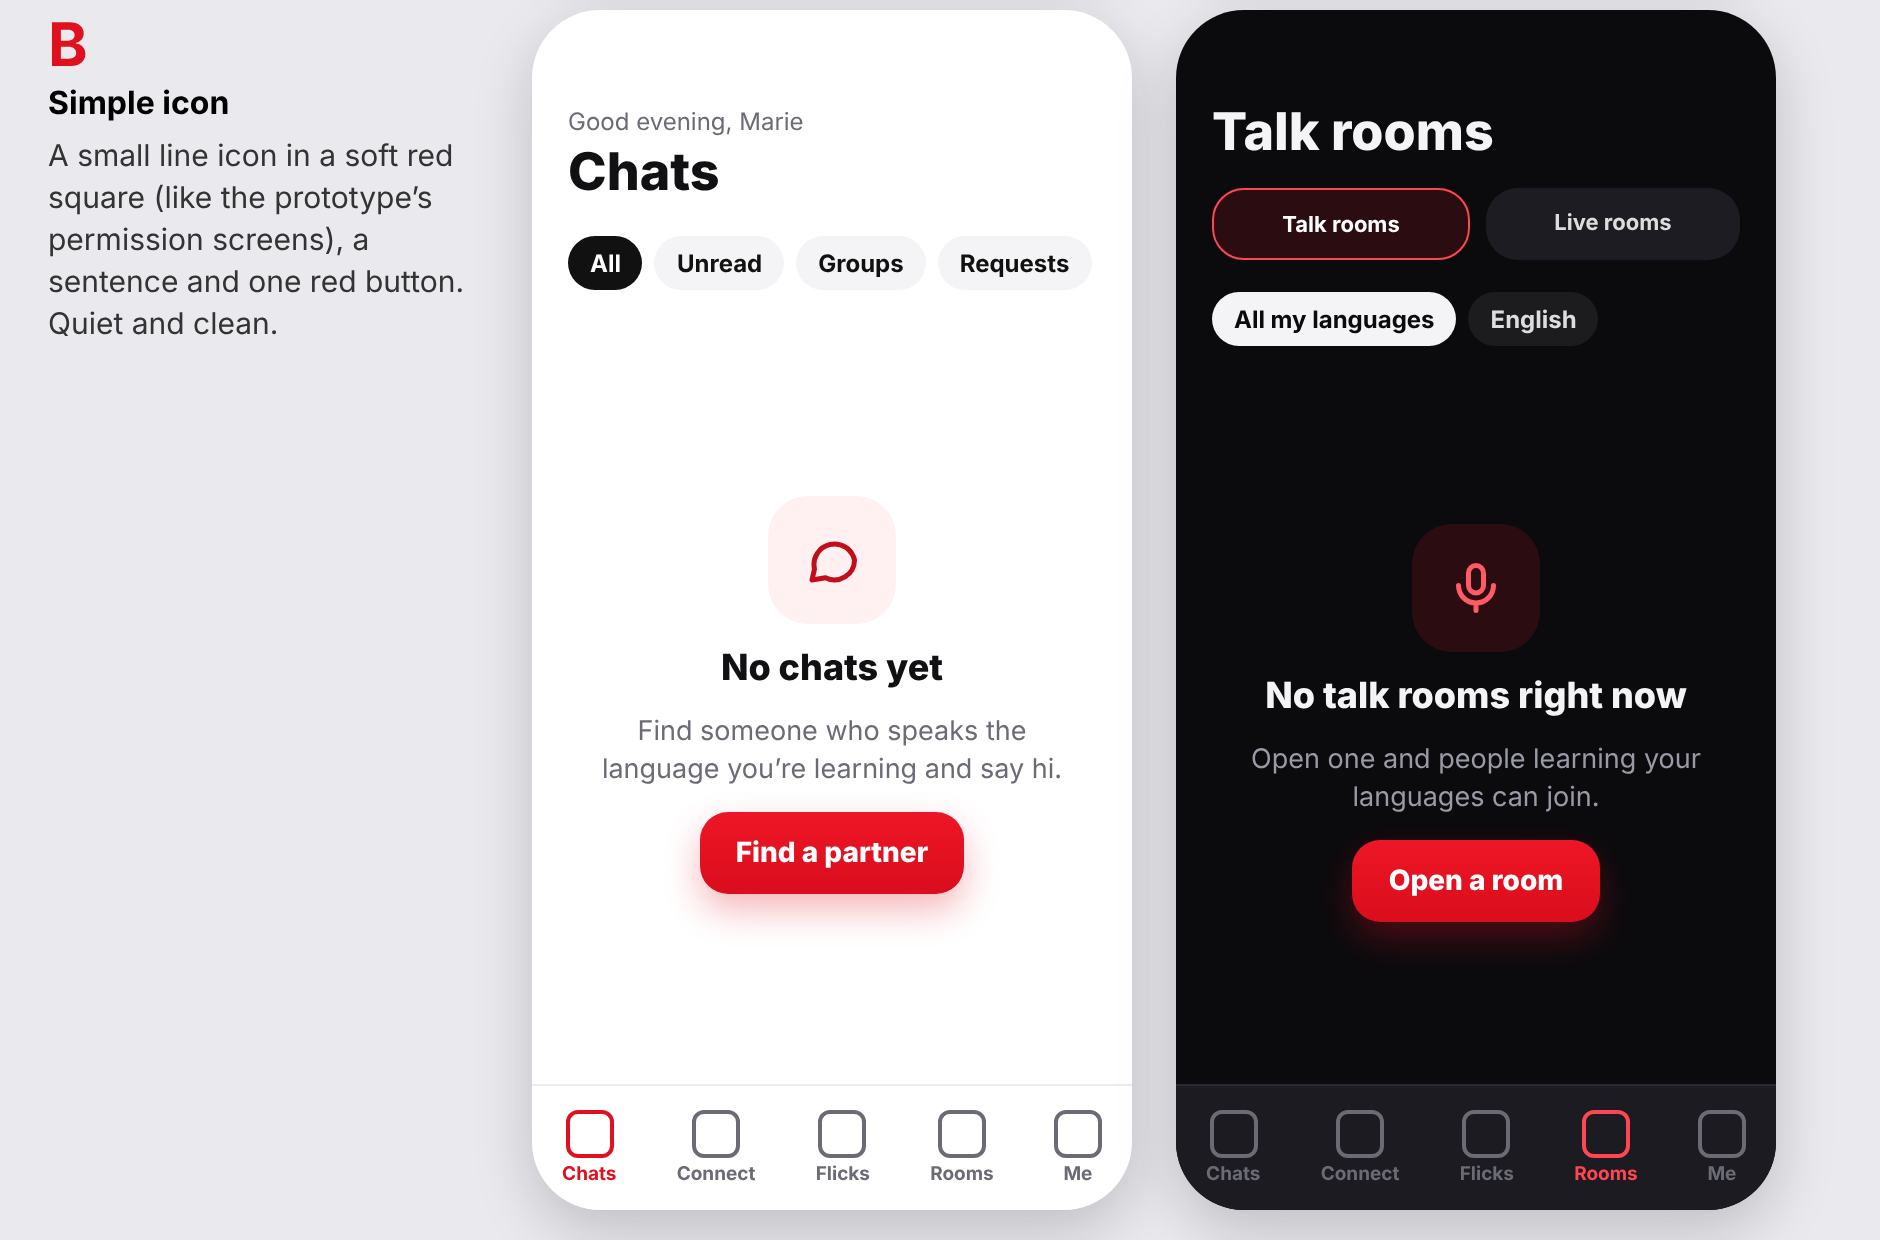 B
Simple icon
A small line icon in a soft red
square (like the prototype’s
permission screens), a
sentence and one red button.
Quiet and clean.
Good evening, Marie
Chats
All
Unread
Groups
Requests
No chats yet
Find someone who speaks the
language you’re learning and say hi.
Find a partner
Chats
Connect
Flicks
Rooms
Me
Talk rooms
Talk rooms
Live rooms
All my languages
English
No talk rooms right now
Open one and people learning your
languages can join.
Open a room
Chats
Connect
Flicks
Rooms
Me